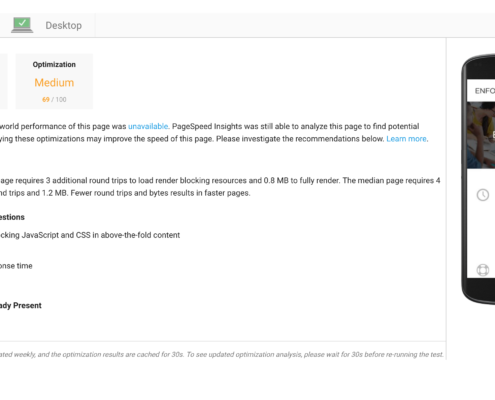 Desktop
Optimization
Medium
69 / 100
world performance of this page was unavailable. PageSpeed Insights was still able to analyze this page to find potential
ying these optimizations may improve the speed of this page. Please investigate the recommendations below. Learn more.
age requires 3 additional round trips to load render blocking resources and 0.8 MB to fully render. The median page requires 4
nd trips and 1.2 MB. Fewer round trips and bytes results in faster pages.
estions
cking JavaScript and CSS in above-the-fold content
onse time
ady Present
ated weekly, and the optimization results are cached for 30s. To see updated optimization analysis, please wait for 30s before re-running the test.
ENFO